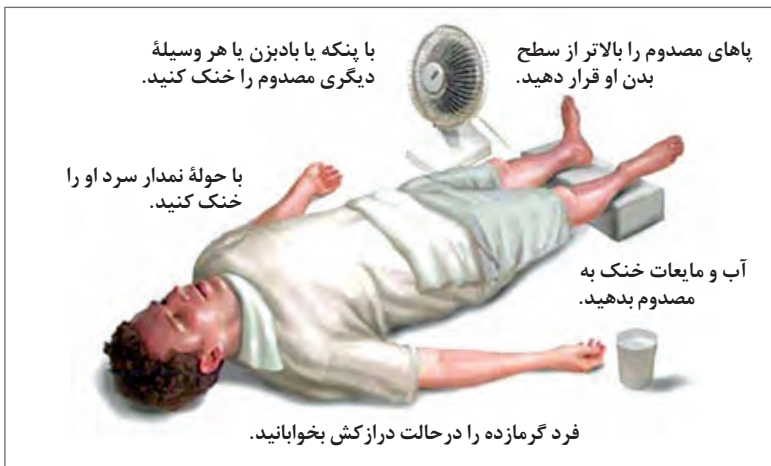 پاهای مصدوم را بالاتر از سطح
بدن او قرار دهید.
با پنکه یا بادبزن یا هر وسیلهٔ
دیگری مصدوم را خنک کنید.
با حولهٔ نمدار سرد او را
خنک کنید.
آب و مایعات خنک به
مصدوم بدهید.
فرد گرمازده را درحالت درازکش بخوابانید.